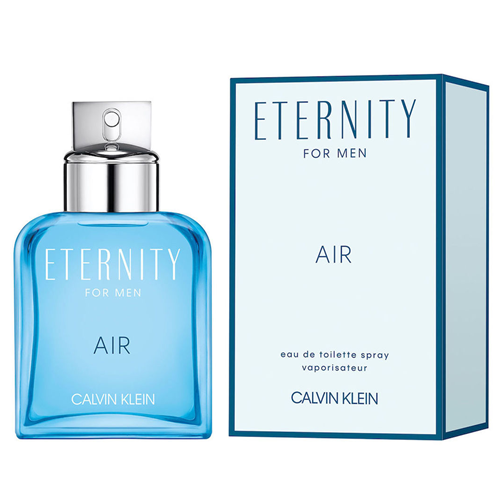 ETERNITY
FOR MEN
AIR
CALVIN KLEIN
ETERNITY
FOR MEN
AIR
eau de toilette spray
vaporisateur
CALVIN KLEIN